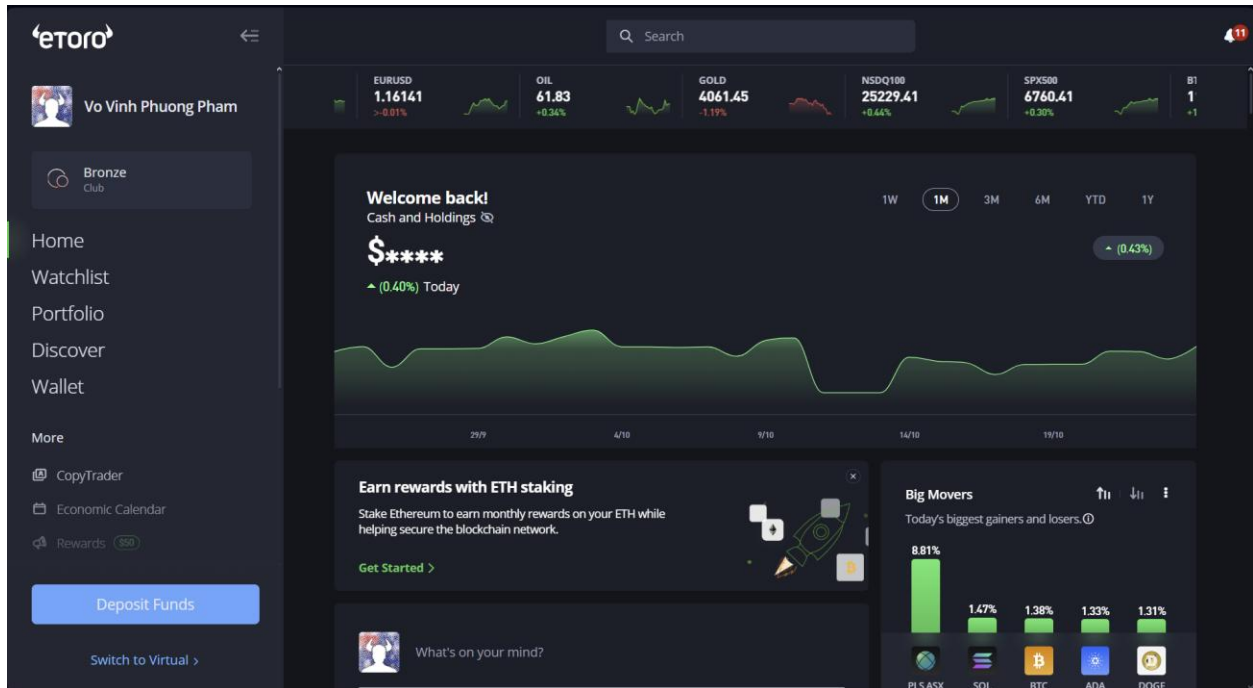 eToro
Search
11
Vo Vinh Phuong Pham
Bronze
Club
Home
Watchlist
Portfolio
Discover
Wallet
More
CopyTrader
Economic Calendar
Rewards $50
Deposit Funds
Switch to Virtual >
EURUSD
1.16141
>-0.01%
OIL
61.83
+0.34%
GOLD
4061.45
-1.19%
NSDQ100
25229.41
+0.44%
SPX500
6760.41
+0.30%
Welcome back!
Cash and Holdings
$****
(0.40%) Today
1W 1M 3M 6M YTD 1Y
(0.43%)
29/9 4/10 9/10 14/10 19/10
Earn rewards with ETH staking
Stake Ethereum to earn monthly rewards on your ETH while
helping secure the blockchain network.
Get Started >
What's on your mind?
Big Movers
Today's biggest gainers and losers.
8.81% 1.47% 1.38% 1.33% 1.31%
PLS.ASX SOL BTC ADA DOGE